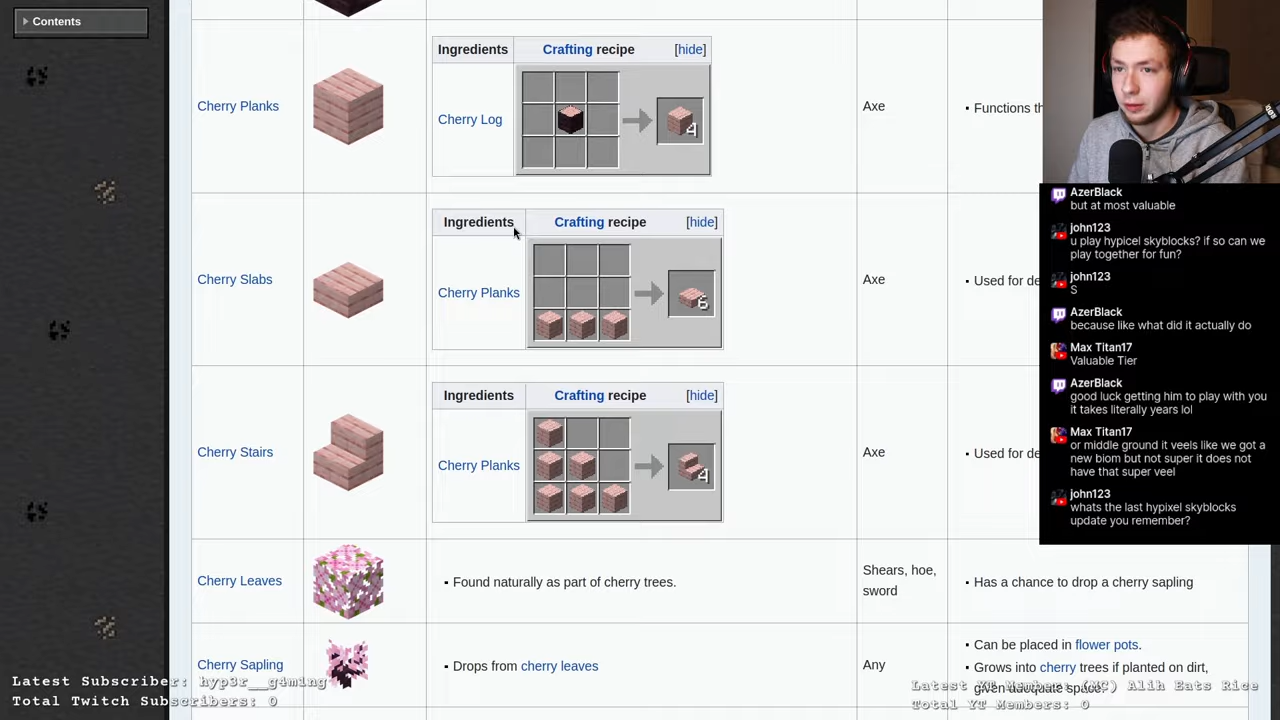 Contents
Ingredients
Crafting recipe
[hide]
Cherry Planks
Cherry Log
4
Axe
Functions th
Ingredients
Crafting recipe
[hide]
Cherry Slabs
Cherry Planks
6
Axe
Used for de
Ingredients
Crafting recipe
[hide]
Cherry Stairs
Cherry Planks
4
Axe
Used for de
Cherry Leaves
Found naturally as part of cherry trees.
Shears, hoe,
sword
Has a chance to drop a cherry sapling
Cherry Sapling
Drops from cherry leaves
Any
Can be placed in flower pots.
Grows into cherry trees if planted on dirt,
given adequate space.
AzerBlack
but at most valuable
john123
u play hypicel skyblocks? if so can we
play together for fun?
john123
S
AzerBlack
because like what did it actually do
Max Titan17
Valuable Tier
AzerBlack
good luck getting him to play with you
it takes literally years lol
Max Titan17
or middle ground it veels like we got a
new biom but not super it does not
have that super veel
john123
whats the last hypixel skyblocks
update you remember?
Latest Subscriber: hyp3r__g4m1ng
Total Twitch Subscribers: 0
Latest YT Member: (MC) Alih Eats Rice
Total YT Members: 0